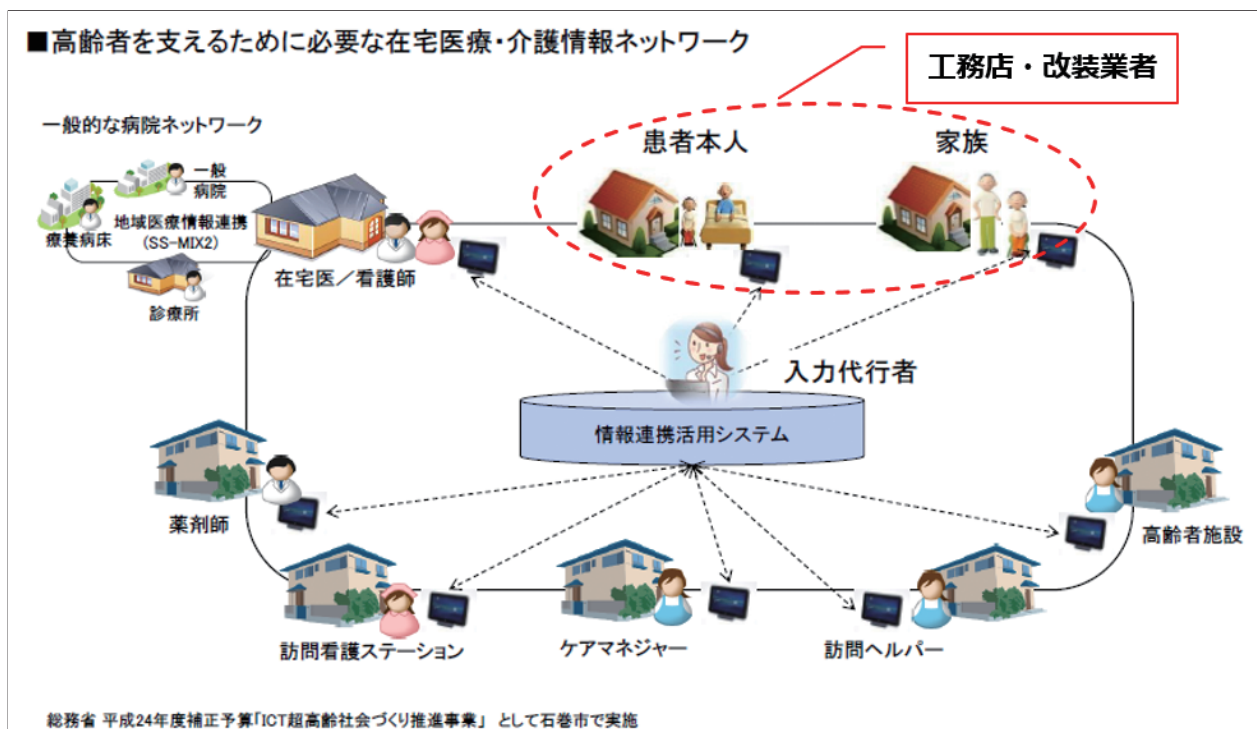 ■高齢者を支えるために必要な在宅医療・介護情報ネットワーク
工務店・改装業者
一般的な病院ネットワーク
患者本人
家族
一般
病院
療養病床
地域医療情報連携
(SS-MIX2)
診療所
在宅医／看護師
入力代行者
情報連携活用システム
薬剤師
高齢者施設
訪問看護ステーション
ケアマネジャー
訪問ヘルパー
総務省 平成24年度補正予算「ICT超高齢社会づくり推進事業」 として石巻市で実施